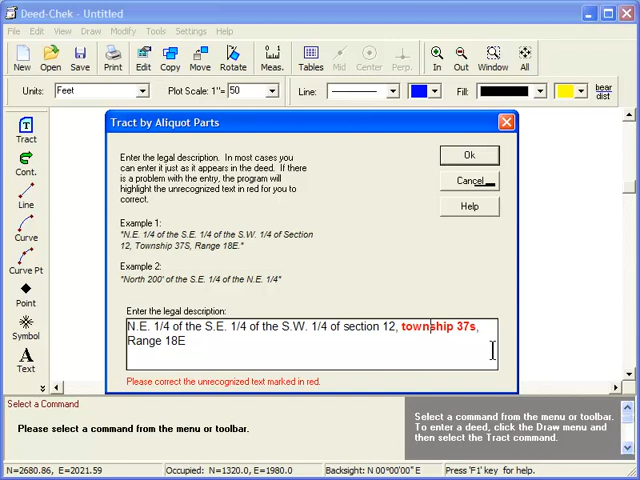 Deed-Chek - Untitled
File Edit View Draw Modify Tools Settings Help
New Open Save Print Edit Copy Move Rotate Meas. Tables Mid Center Perp. In Out Window All
Units: Feet Plot Scale: 1"= 50 Line: Fill: bear
dist
Tract
Cont.
Line
Curve
Curve Pt
Point
Symbol
Text
Tract by Aliquot Parts
Enter the legal description. In most cases you
can enter it just as it appears in the deed. If there
is a problem with the entry, the program will
highlight the unrecognized text in red for you to
correct.
Ok
Cancel
Help
Example 1:
"N.E. 1/4 of the S.E. 1/4 of the S.W. 1/4 of Section
12, Township 37S, Range 18E."
Example 2:
"North 200' of the S.E. 1/4 of the N.E. 1/4"
Enter the legal description:
N.E. 1/4 of the S.E. 1/4 of the S.W. 1/4 of section 12, township 37s,
Range 18E
Please correct the unrecognized text marked in red.
Select a Command
Please select a command from the menu or toolbar.
Select a command from the menu or toolbar.
To enter a deed, click the Draw menu and
then select the Tract command.
N=2680.86, E=2021.59 Occupied: N=1320.0 E=1980.0 Backsight: N 00°00'00" E Press 'F1' key for help.